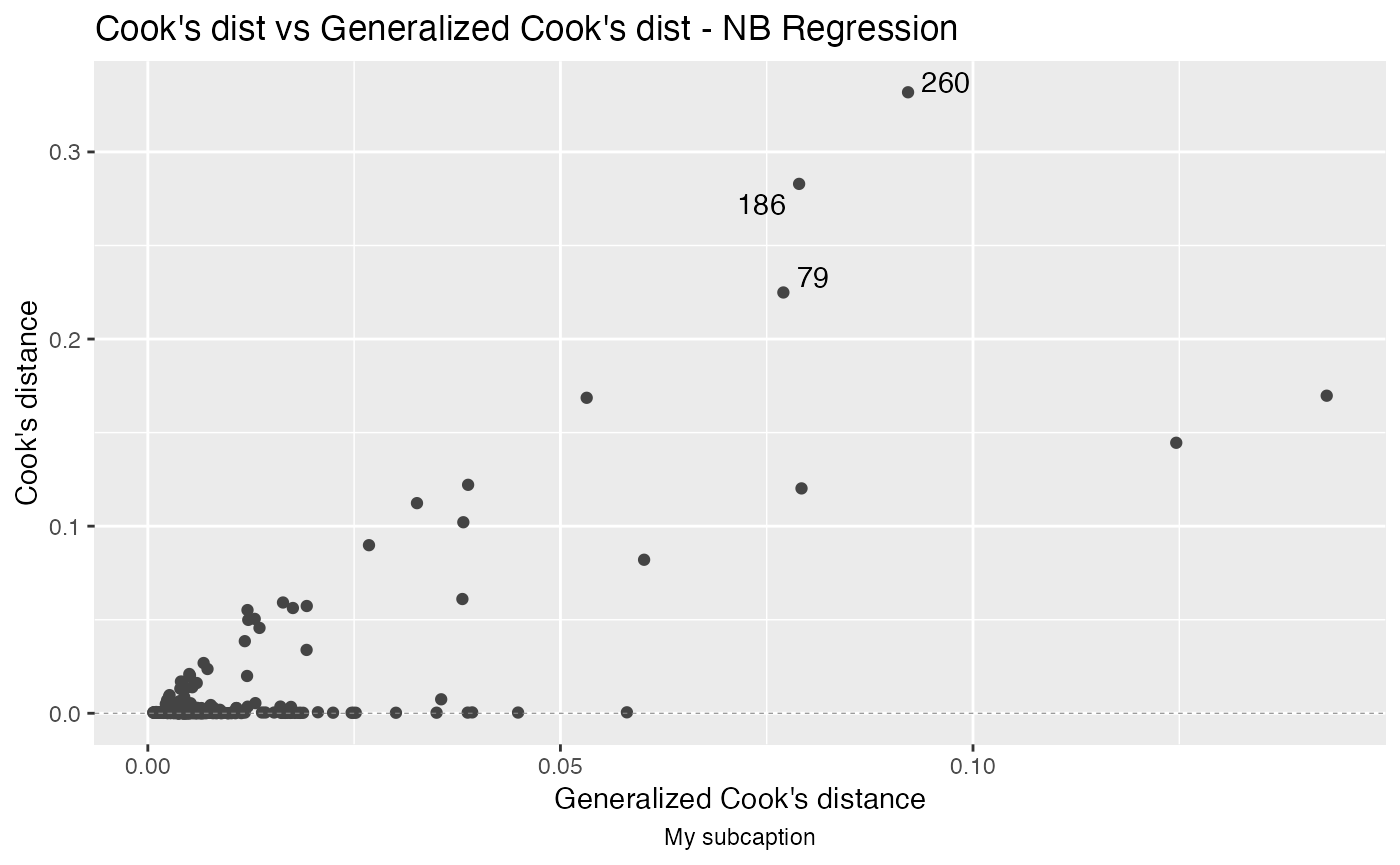 Cook's dist vs Generalized Cook's dist - NB Regression
260
0.3
186
79
0.2
Cook's distance
0.1
0.0
0.00 0.05 0.10
Generalized Cook's distance
My subcaption